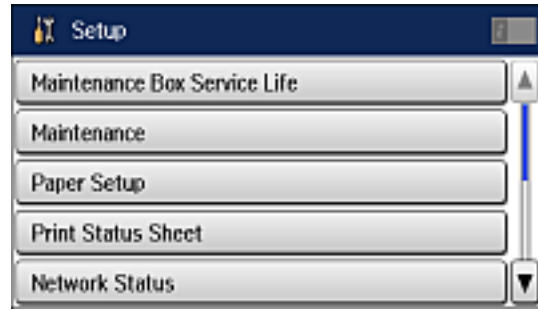 Setup
Maintenance Box Service Life
Maintenance
Paper Setup
Print Status Sheet
Network Status